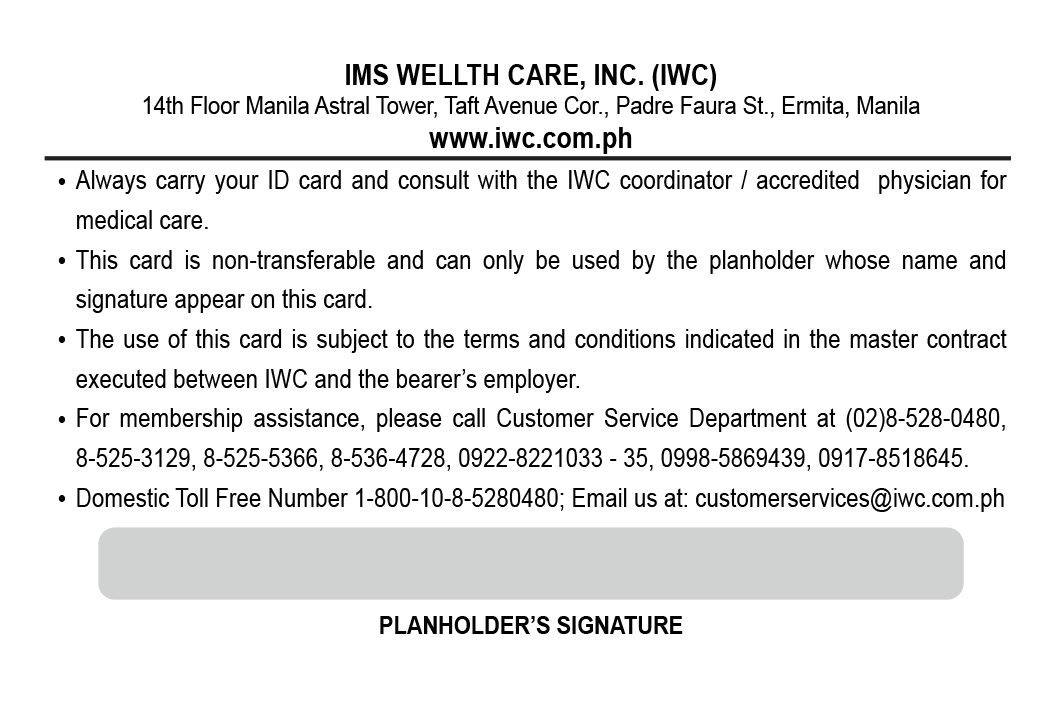 IMS WELLTH CARE, INC. (IWC)
14th Floor Manila Astral Tower, Taft Avenue Cor., Padre Faura St., Ermita, Manila
www.iwc.com.ph
• Always carry your ID card and consult with the IWC coordinator / accredited physician for
medical care.
• This card is non-transferable and can only be used by the planholder whose name and
signature appear on this card.
• The use of this card is subject to the terms and conditions indicated in the master contract
executed between IWC and the bearer’s employer.
• For membership assistance, please call Customer Service Department at (02)8-528-0480,
8-525-3129, 8-525-5366, 8-536-4728, 0922-8221033 - 35, 0998-5869439, 0917-8518645.
• Domestic Toll Free Number 1-800-10-8-5280480; Email us at: customerservices@iwc.com.ph
PLANHOLDER’S SIGNATURE